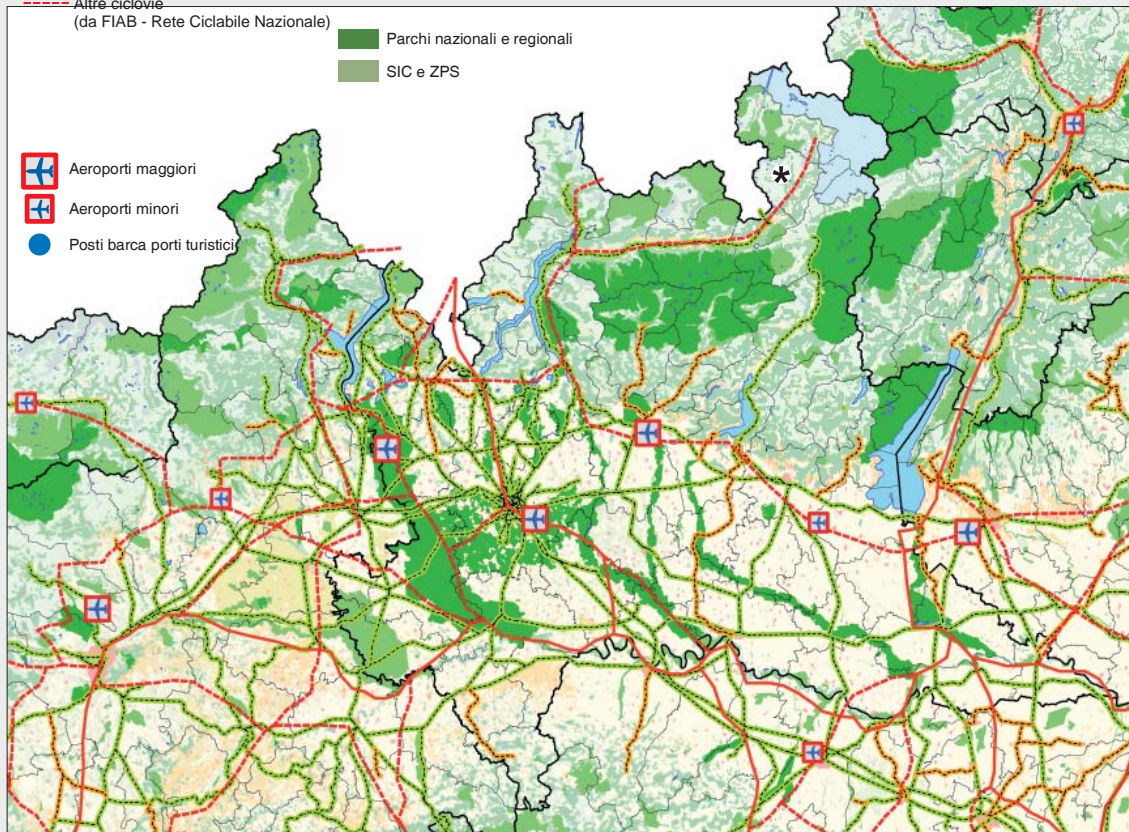 Altre ciclovie
(da FIAB - Rete Ciclabile Nazionale)
Parchi nazionali e regionali
SIC e ZPS
Aeroporti maggiori
Aeroporti minori
Posti barca porti turistici
*